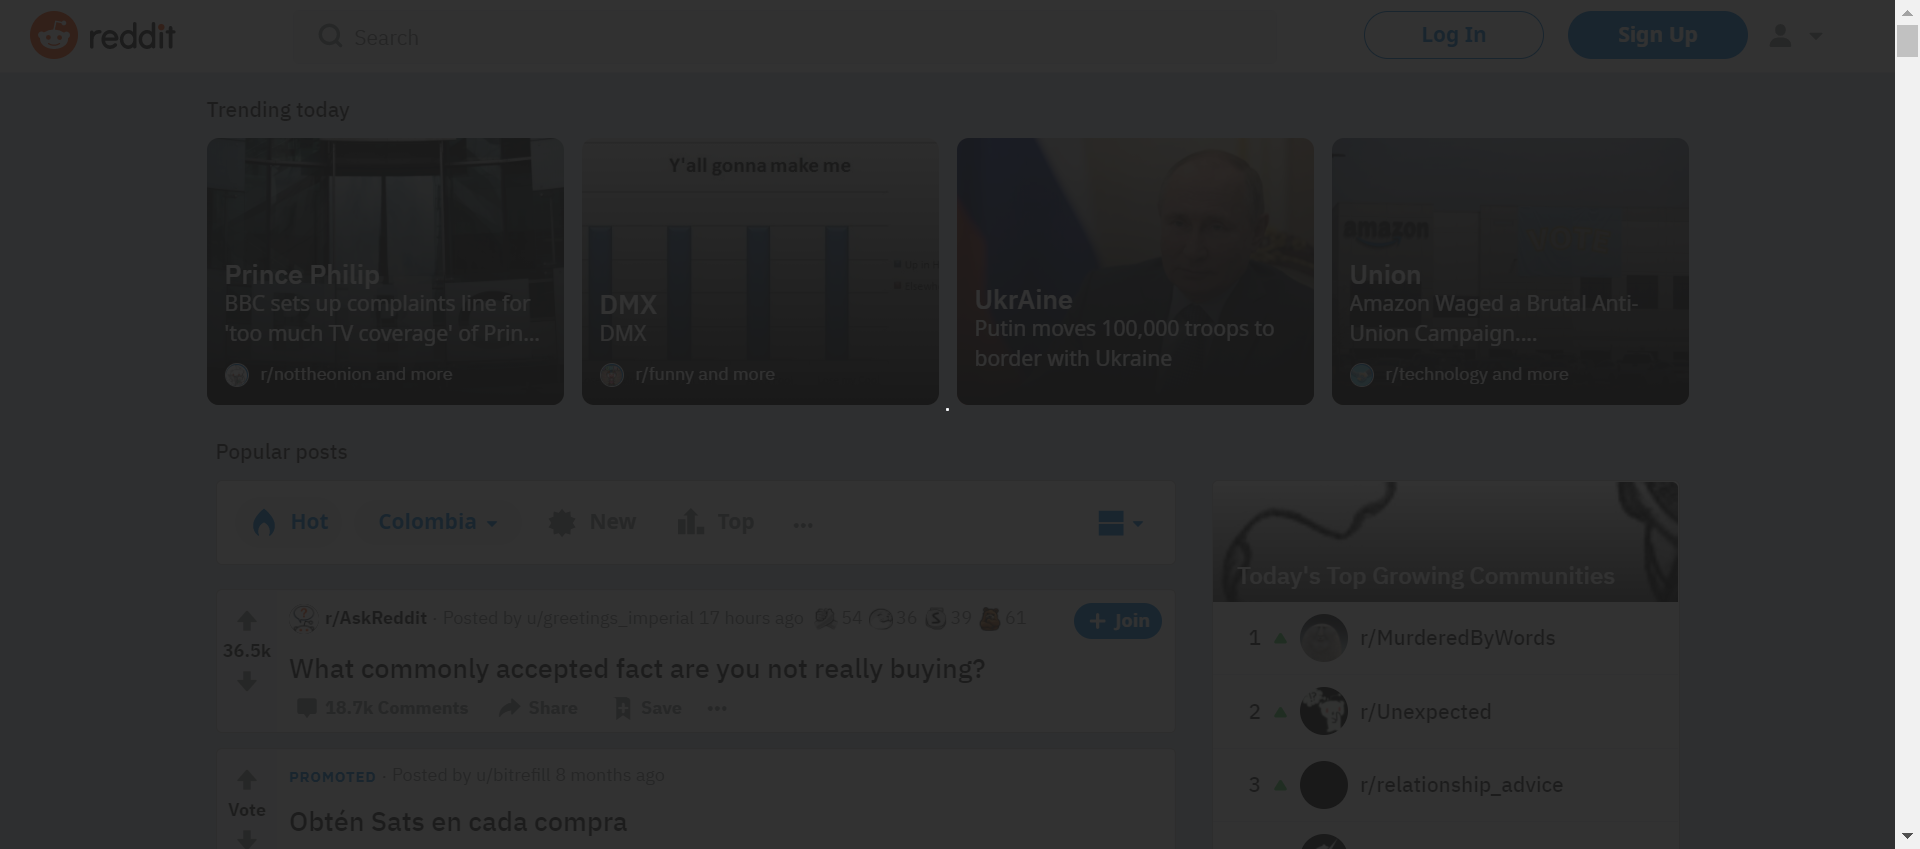 reddit
Search
Log In
Sign Up
Trending today
Prince Philip
BBC sets up complaints line for
'too much TV coverage' of Prin...
r/nottheonion and more
Y'all gonna make me
DMX
DMX
r/funny and more
UkrAine
Putin moves 100,000 troops to
border with Ukraine
amazon
Union
Amazon Waged a Brutal Anti-
Union Campaign....
r/technology and more
Popular posts
Hot
Colombia
New
Top
...
r/AskReddit · Posted by u/greetings_imperial 17 hours ago 54 36 39 61
+ Join
36.5k
What commonly accepted fact are you not really buying?
18.7k Comments
Share
Save
...
PROMOTED · Posted by u/bitrefill 8 months ago
Vote
Obtén Sats en cada compra
Today's Top Growing Communities
1 r/MurderedByWords
2 r/Unexpected
3 r/relationship_advice